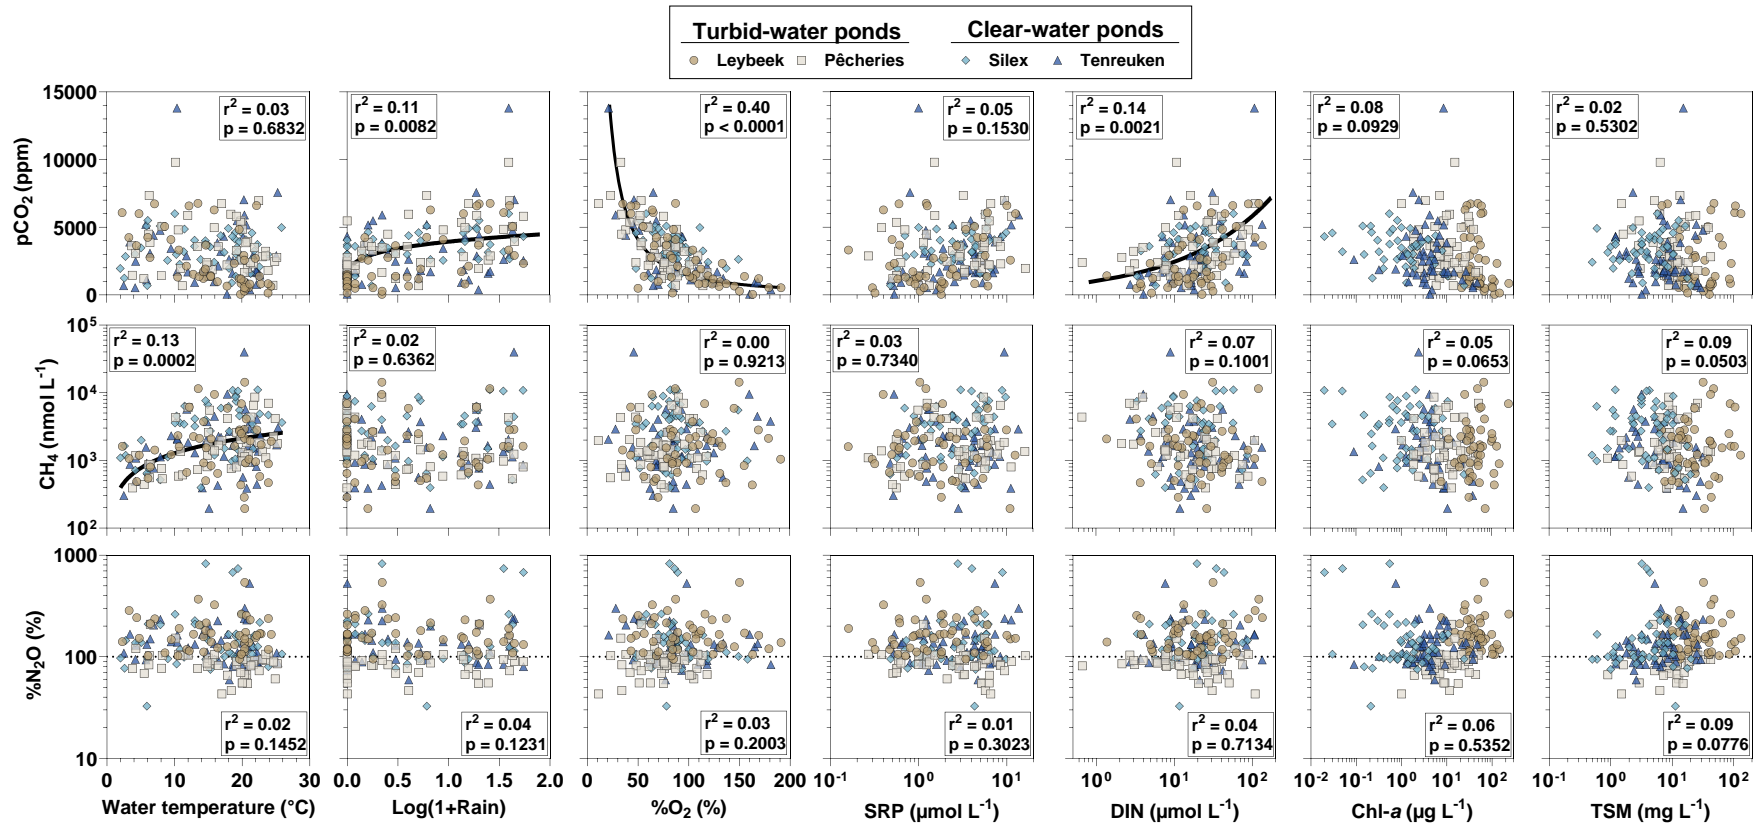 Turbid-water ponds Clear-water ponds
Leybeek Pêcheries Silex Tenreuken
pCO₂ (ppm)
15000
10000
5000
0
r² = 0.03
p = 0.6832
r² = 0.11
p = 0.0082
r² = 0.40
p < 0.0001
r² = 0.05
p = 0.1530
r² = 0.14
p = 0.0021
r² = 0.08
p = 0.0929
r² = 0.02
p = 0.5302
CH₄ (nmol L⁻¹)
10⁵
10⁴
10³
10²
r² = 0.13
p = 0.0002
r² = 0.02
p = 0.6362
r² = 0.00
p = 0.9213
r² = 0.03
p = 0.7340
r² = 0.07
p = 0.1001
r² = 0.05
p = 0.0653
r² = 0.09
p = 0.0503
%N₂O (%)
1000
100
10
r² = 0.02
p = 0.1452
r² = 0.04
p = 0.1231
r² = 0.03
p = 0.2003
r² = 0.01
p = 0.3023
r² = 0.04
p = 0.7134
r² = 0.06
p = 0.5352
r² = 0.09
p = 0.0776
0 10 20 30
Water temperature (°C)
0.0 0.5 1.0 1.5 2.0
Log(1+Rain)
0 50 100 150 200
%O₂ (%)
10⁻¹ 10⁰ 10¹
SRP (µmol L⁻¹)
10⁰ 10¹ 10²
DIN (µmol L⁻¹)
10⁻² 10⁻¹ 10⁰ 10¹ 10²
Chl-a (µg L⁻¹)
10⁻¹ 10⁰ 10¹ 10²
TSM (mg L⁻¹)